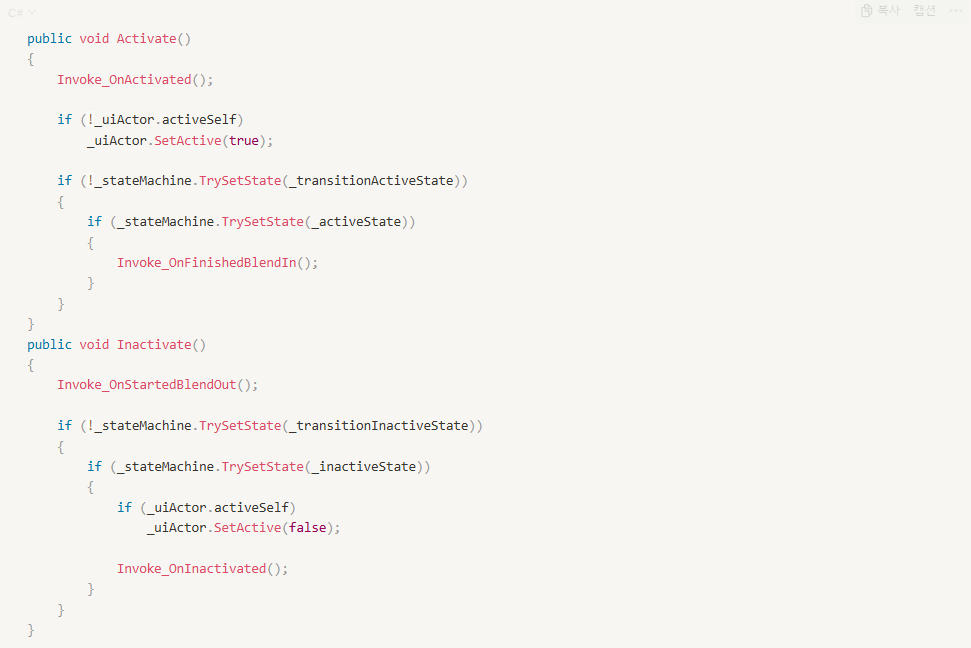 C#
복사 캡션 ···
public void Activate()
{
    Invoke_OnActivated();

    if (!_uiActor.activeSelf)
        _uiActor.SetActive(true);

    if (!_stateMachine.TrySetState(_transitionActiveState))
    {
        if (_stateMachine.TrySetState(_activeState))
        {
            Invoke_OnFinishedBlendIn();
        }
    }
}
public void Inactivate()
{
    Invoke_OnStartedBlendOut();

    if (!_stateMachine.TrySetState(_transitionInactiveState))
    {
        if (_stateMachine.TrySetState(_inactiveState))
        {
            if (_uiActor.activeSelf)
                _uiActor.SetActive(false);

            Invoke_OnInactivated();
        }
    }
}